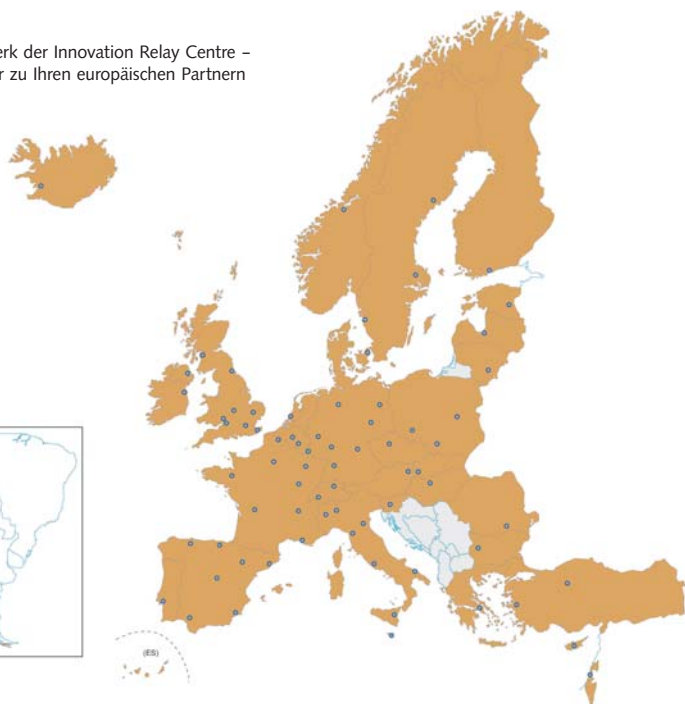 erk der Innovation Relay Centre –
r zu Ihren europäischen Partnern
(ES)